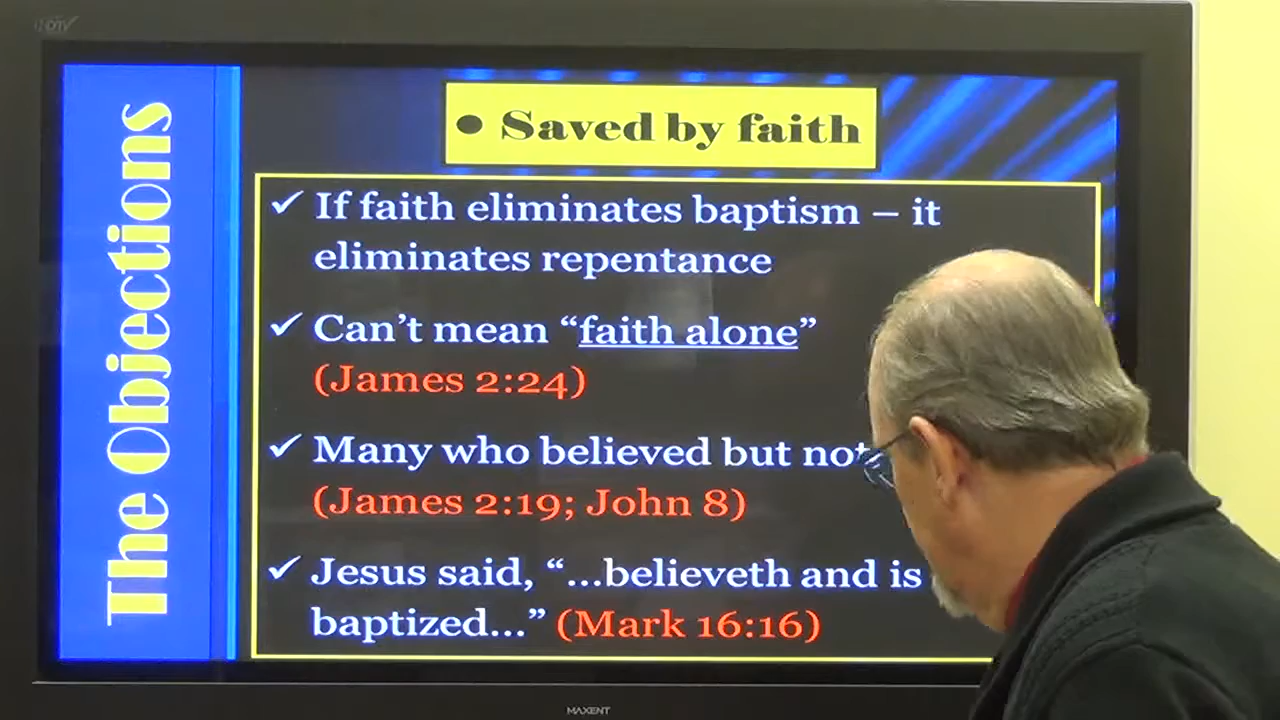 The Objections
• Saved by faith
✓ If faith eliminates baptism – it
eliminates repentance
✓ Can't mean “faith alone”
(James 2:24)
✓ Many who believed but not
(James 2:19; John 8)
✓ Jesus said, “...believeth and is
baptized...” (Mark 16:16)
MAXENT